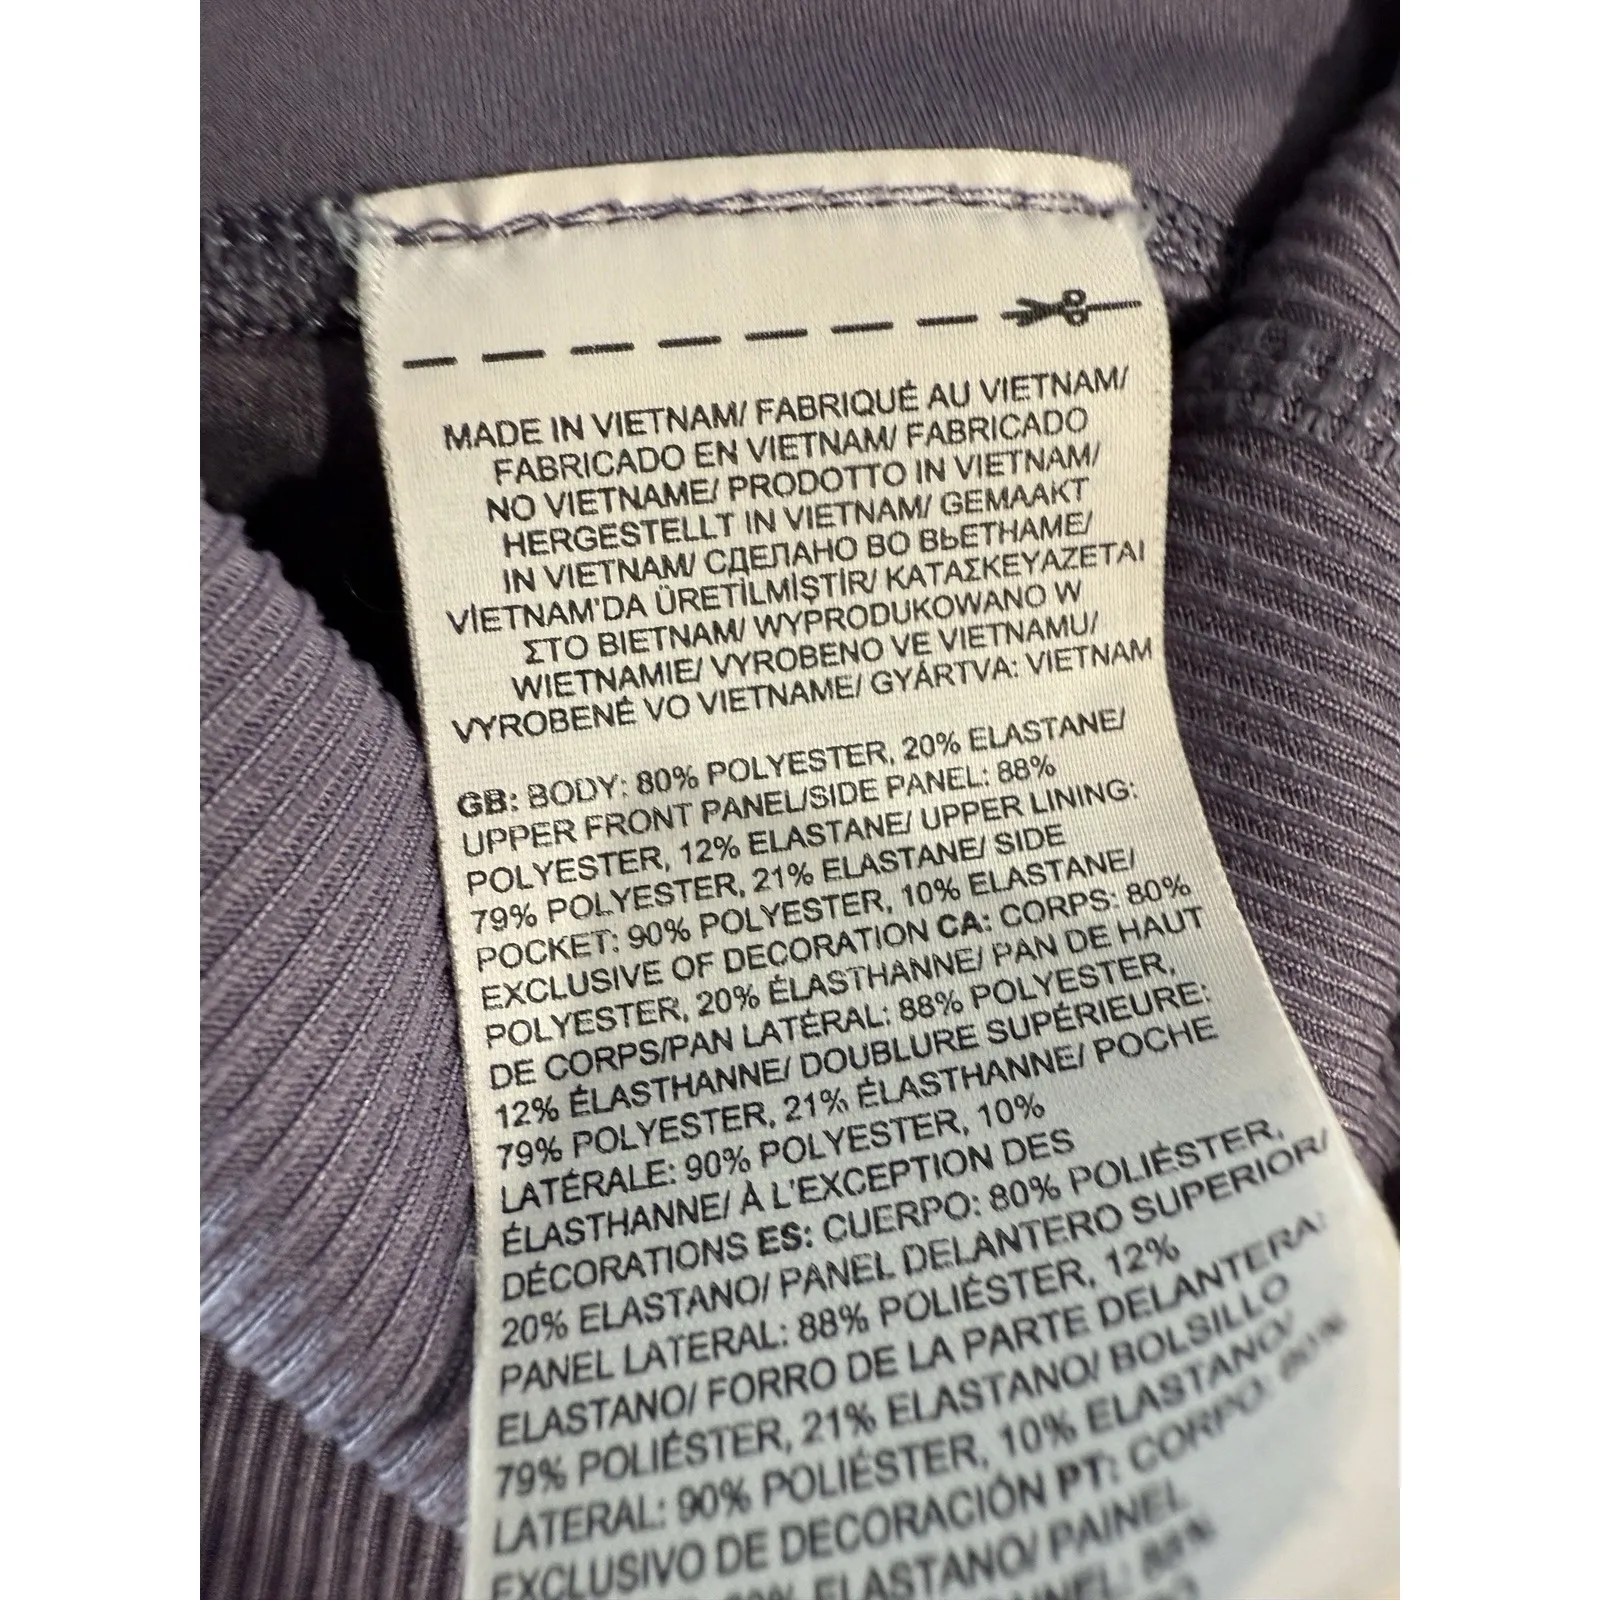 MADE IN VIETNAM/ FABRIQUÉ AU VIETNAM/
FABRICADO EN VIETNAM/ FABRICADO
NO VIETNAME/ PRODOTTO IN VIETNAM/
HERGESTELLT IN VIETNAM/ GEMAAKT
IN VIETNAM/ СДЕЛАНО ВО ВЬЕТНАМЕ/
VİETNAM'DA ÜRETİLMİŞTİR/ ΚΑΤΑΣΚΕΥΑΖΕΤΑΙ
ΣΤΟ ΒΙΕΤΝΑΜ/ WYPRODUKOWANO W
WIETNAMIE/ VYROBENO VE VIETNAMU/
VYROBENÉ VO VIETNAME/ GYÁRTVA: VIETNAM
GB: BODY: 80% POLYESTER, 20% ELASTANE/
UPPER FRONT PANEL/SIDE PANEL: 88%
POLYESTER, 12% ELASTANE/ UPPER LINING:
79% POLYESTER, 21% ELASTANE/ SIDE
POCKET: 90% POLYESTER, 10% ELASTANE/
EXCLUSIVE OF DECORATION CA: CORPS: 80%
POLYESTER, 20% ÉLASTHANNE/ PAN DE HAUT
DE CORPS/PAN LATÉRAL: 88% POLYESTER,
12% ÉLASTHANNE/ DOUBLURE SUPÉRIEURE:
79% POLYESTER, 21% ÉLASTHANNE/ POCHE
LATÉRALE: 90% POLYESTER, 10%
ÉLASTHANNE/ À L'EXCEPTION DES
DÉCORATIONS ES: CUERPO: 80% POLIÉSTER,
20% ELASTANO/ PANEL DELANTERO SUPERIOR/
PANEL LATERAL: 88% POLIÉSTER, 12%
ELASTANO/ FORRO DE LA PARTE DELANTERA:
79% POLIÉSTER, 21% ELASTANO/ BOLSILLO
LATERAL: 90% POLIÉSTER, 10% ELASTANO/
EXCLUSIVO DE DECORACIÓN PT: CORPO: 80%
ELASTANO/ PAINEL
88%